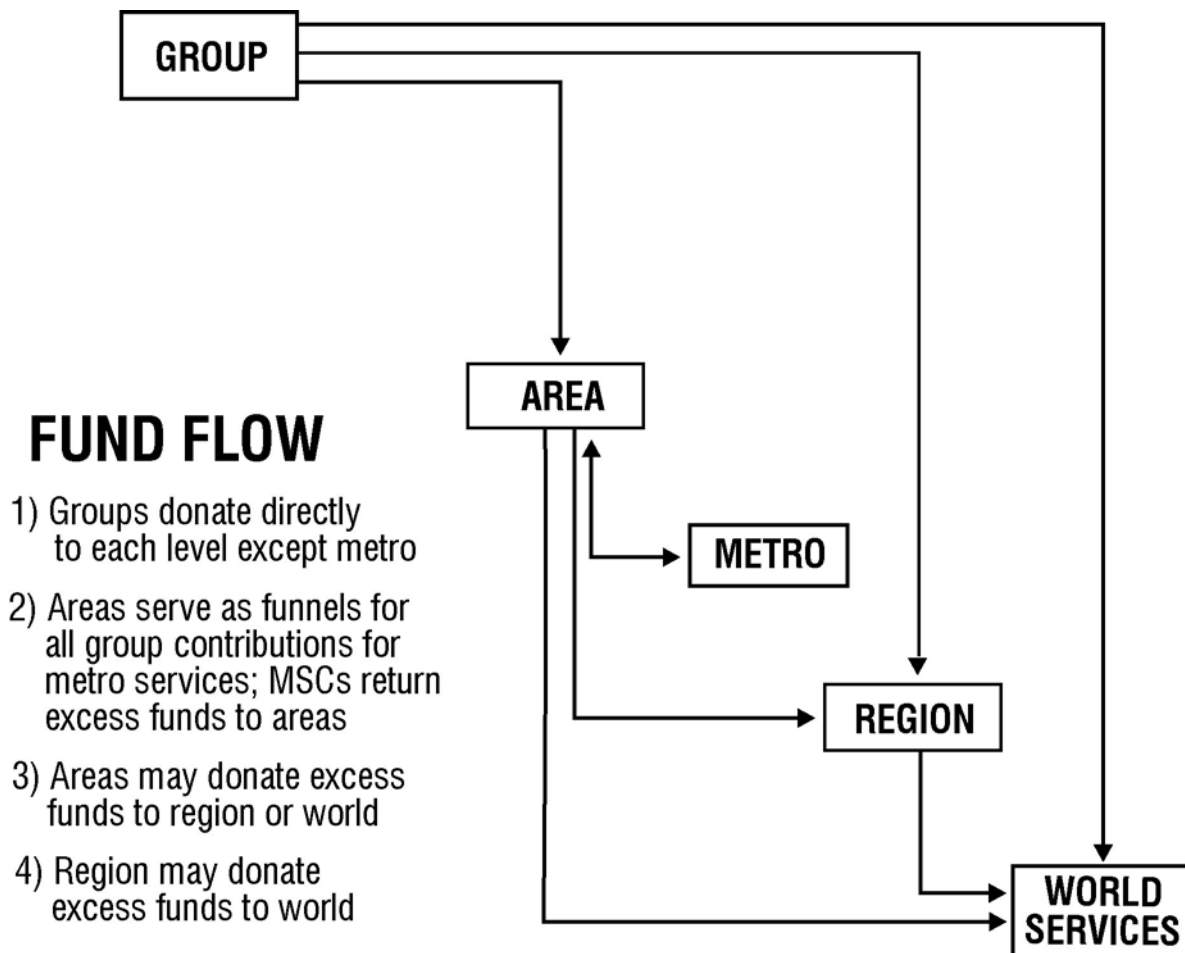 GROUP
AREA
FUND FLOW
1) Groups donate directly
to each level except metro
METRO
2) Areas serve as funnels for
all group contributions for
metro services; MSCs return
excess funds to areas
REGION
3) Areas may donate excess
funds to region or world
4) Region may donate
excess funds to world
WORLD
SERVICES